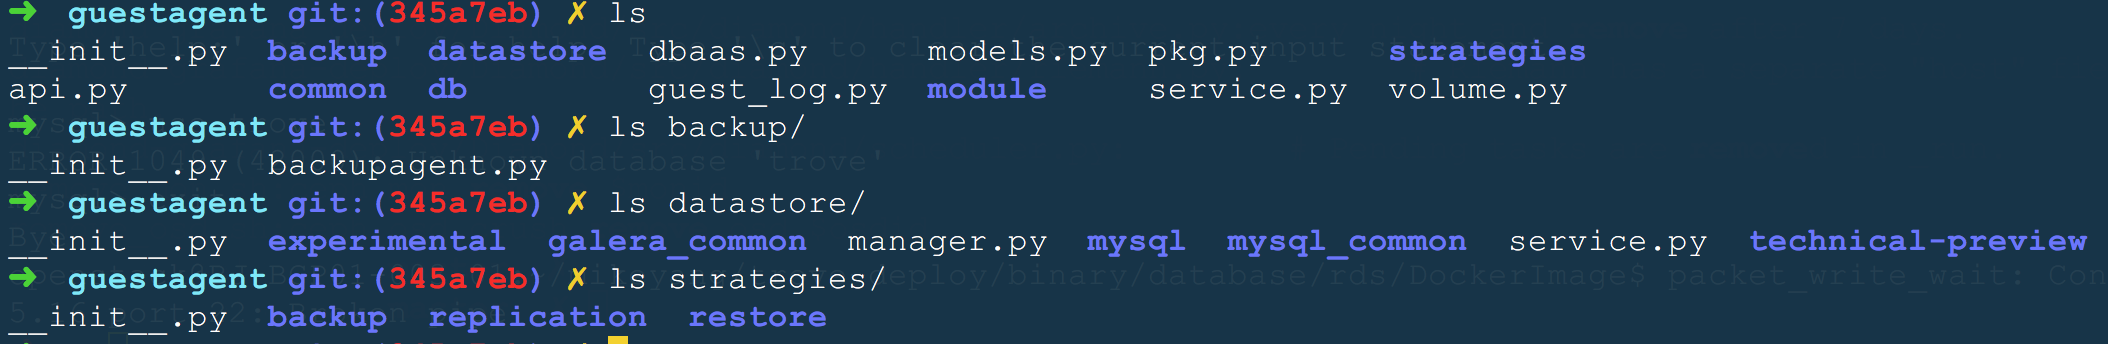 ➜  guestagent git:(345a7eb) ✗ ls
__init__.py  backup  datastore  dbaas.py      models.py  pkg.py      strategies
api.py       common  db         guest_log.py  module     service.py  volume.py
➜  guestagent git:(345a7eb) ✗ ls backup/
__init__.py  backupagent.py
➜  guestagent git:(345a7eb) ✗ ls datastore/
__init__.py  experimental  galera_common  manager.py  mysql  mysql_common  service.py  technical-preview
➜  guestagent git:(345a7eb) ✗ ls strategies/
__init__.py  backup  replication  restore